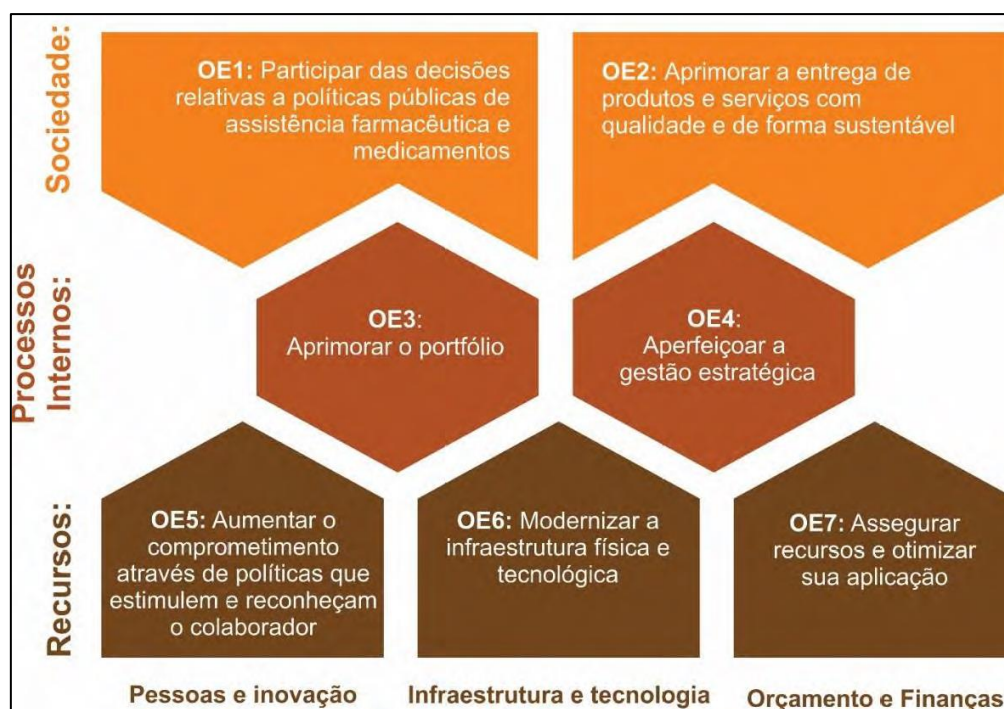 Sociedade:
OE1: Participar das decisões
relativas a políticas públicas de
assistência farmacêutica e
medicamentos
OE2: Aprimorar a entrega de
produtos e serviços com
qualidade e de forma sustentável
Processos
Internos:
OE3:
Aprimorar o portfólio
OE4:
Aperfeiçoar a
gestão estratégica
Recursos:
OE5: Aumentar o
comprometimento
através de políticas que
estimulem e reconheçam
o colaborador
OE6: Modernizar a
infraestrutura física e
tecnológica
OE7: Assegurar
recursos e otimizar
sua aplicação
Pessoas e inovação
Infraestrutura e tecnologia
Orçamento e Finanças